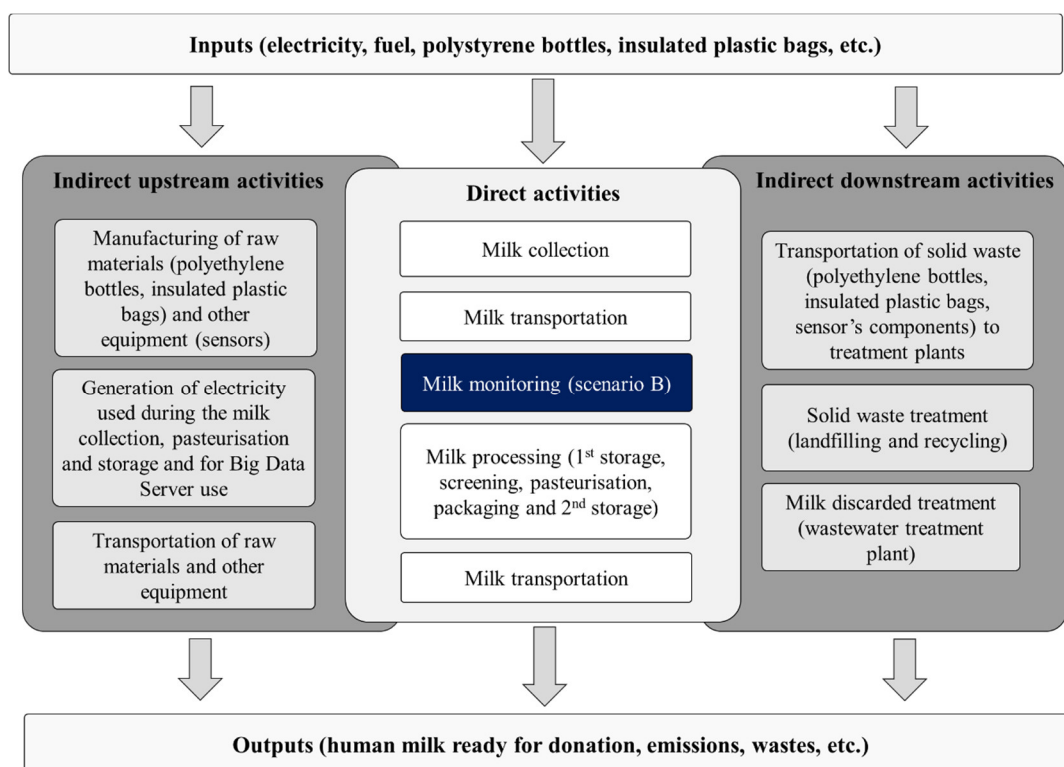 Inputs (electricity, fuel, polystyrene bottles, insulated plastic bags, etc.)
Indirect upstream activities
Manufacturing of raw
materials (polyethylene
bottles, insulated plastic
bags) and other
equipment (sensors)
Generation of electricity
used during the milk
collection, pasteurisation
and storage and for Big Data
Server use
Transportation of raw
materials and other
equipment
Direct activities
Milk collection
Milk transportation
Milk monitoring (scenario B)
Milk processing (1st storage,
screening, pasteurisation,
packaging and 2nd storage)
Milk transportation
Indirect downstream activities
Transportation of solid waste
(polyethylene bottles,
insulated plastic bags,
sensor's components) to
treatment plants
Solid waste treatment
(landfilling and recycling)
Milk discarded treatment
(wastewater treatment
plant)
Outputs (human milk ready for donation, emissions, wastes, etc.)